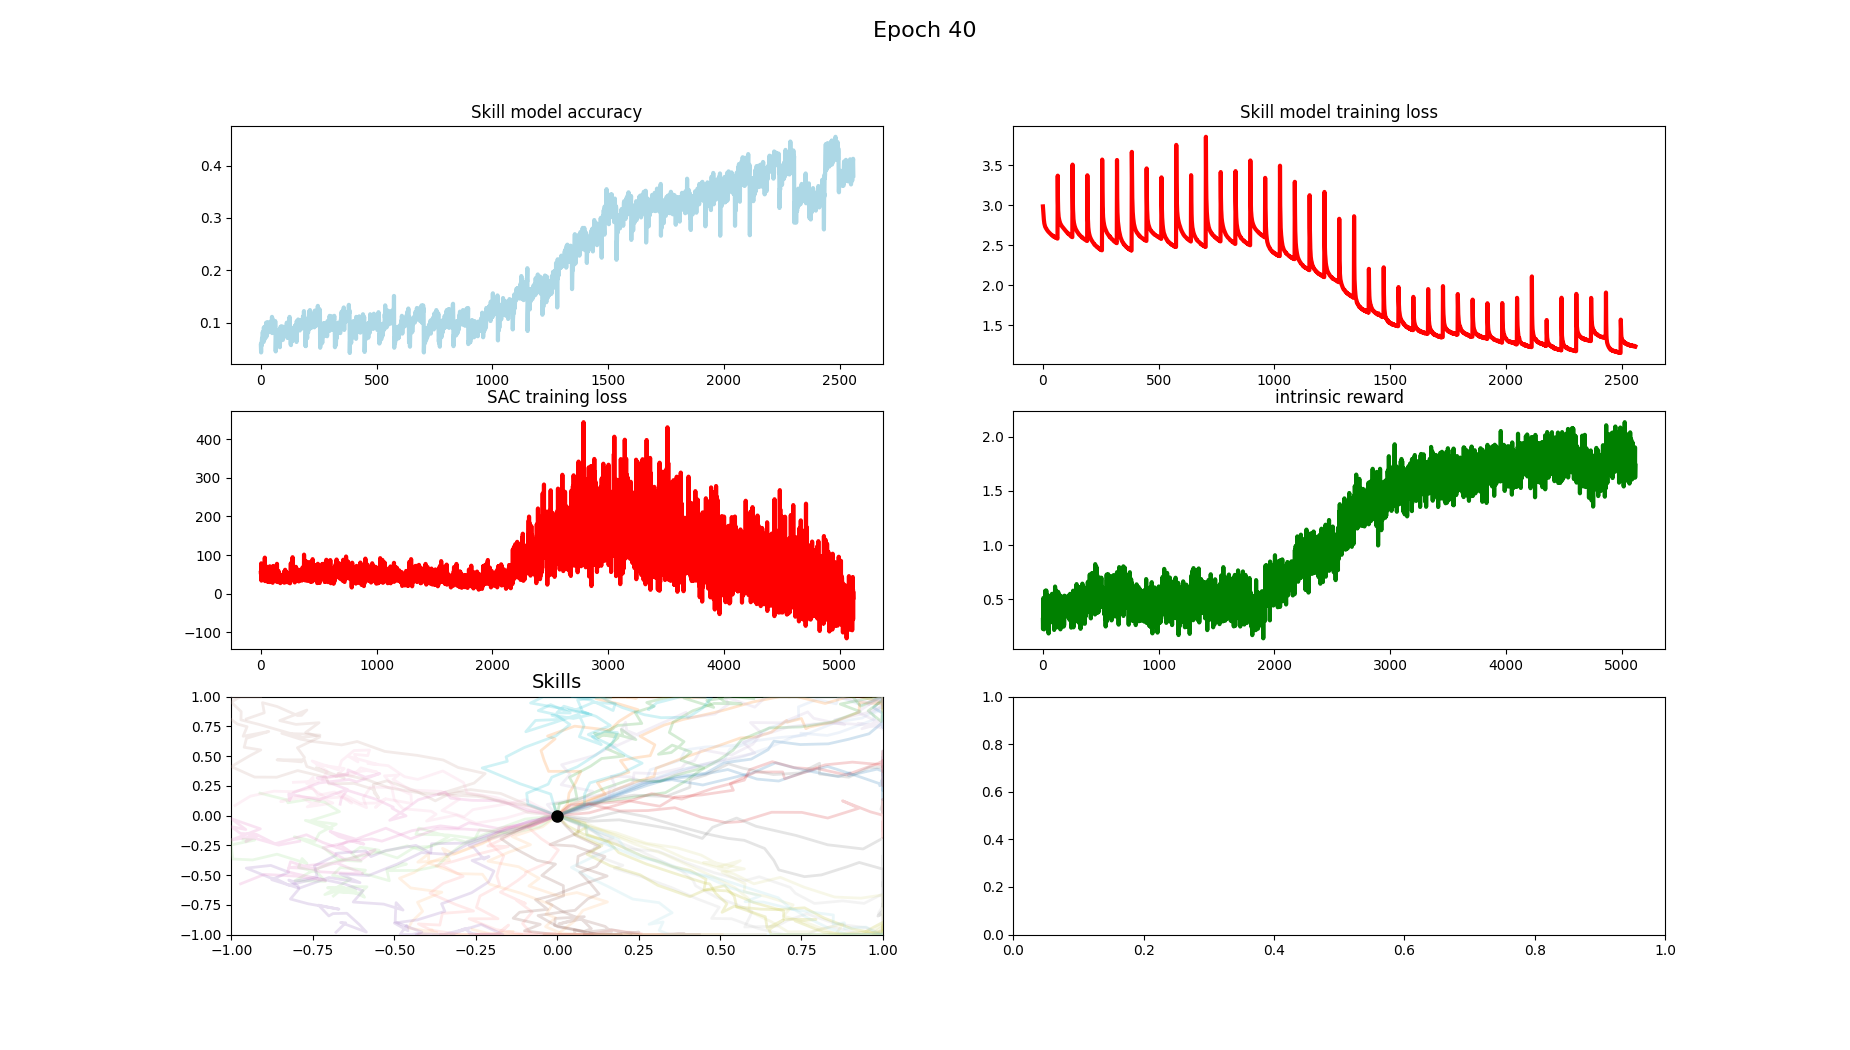 Epoch 40
Skill model accuracy
0.4
0.3
0.2
0.1
0 500 1000 1500 2000 2500
Skill model training loss
3.5
3.0
2.5
2.0
1.5
0 500 1000 1500 2000 2500
SAC training loss
400
300
200
100
0
−100
0 1000 2000 3000 4000 5000
intrinsic reward
2.0
1.5
1.0
0.5
0 1000 2000 3000 4000 5000
Skills
1.00
0.75
0.50
0.25
0.00
−0.25
−0.50
−0.75
−1.00
−1.00 −0.75 −0.50 −0.25 0.00 0.25 0.50 0.75 1.00
1.0
0.8
0.6
0.4
0.2
0.0
0.0 0.2 0.4 0.6 0.8 1.0